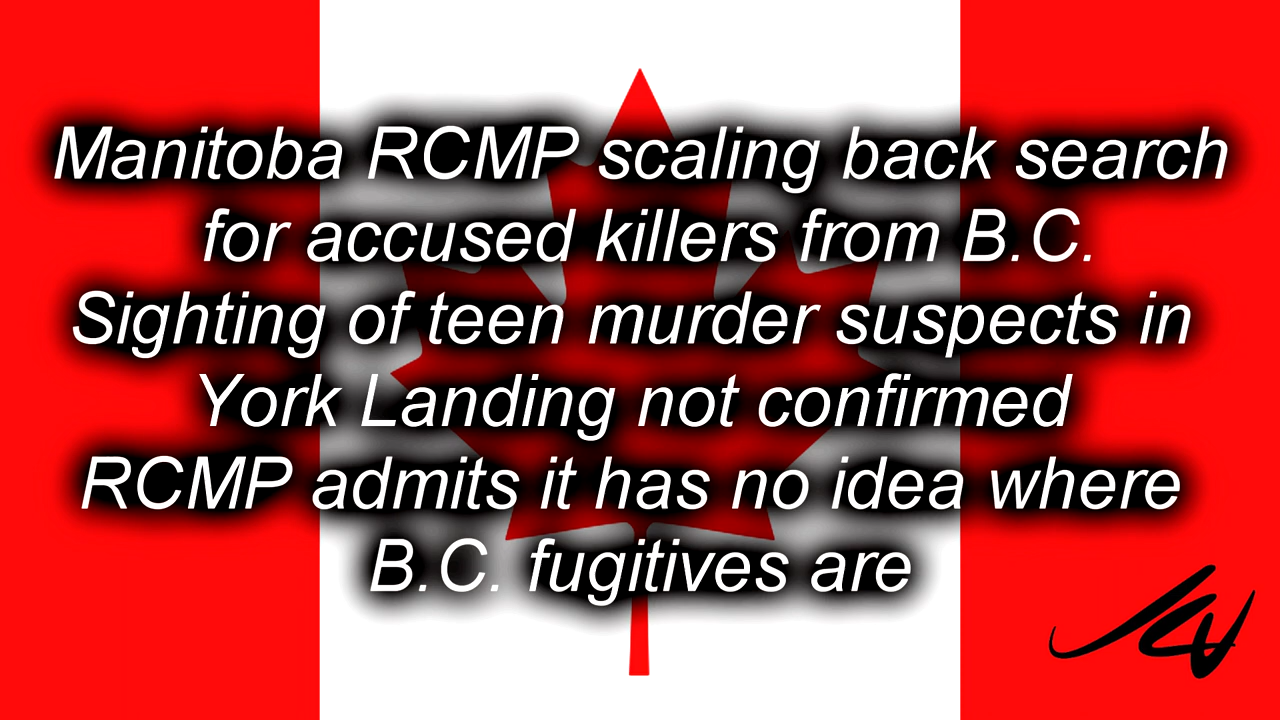 Manitoba RCMP scaling back search
for accused killers from B.C.
Sighting of teen murder suspects in
York Landing not confirmed
RCMP admits it has no idea where
B.C. fugitives are